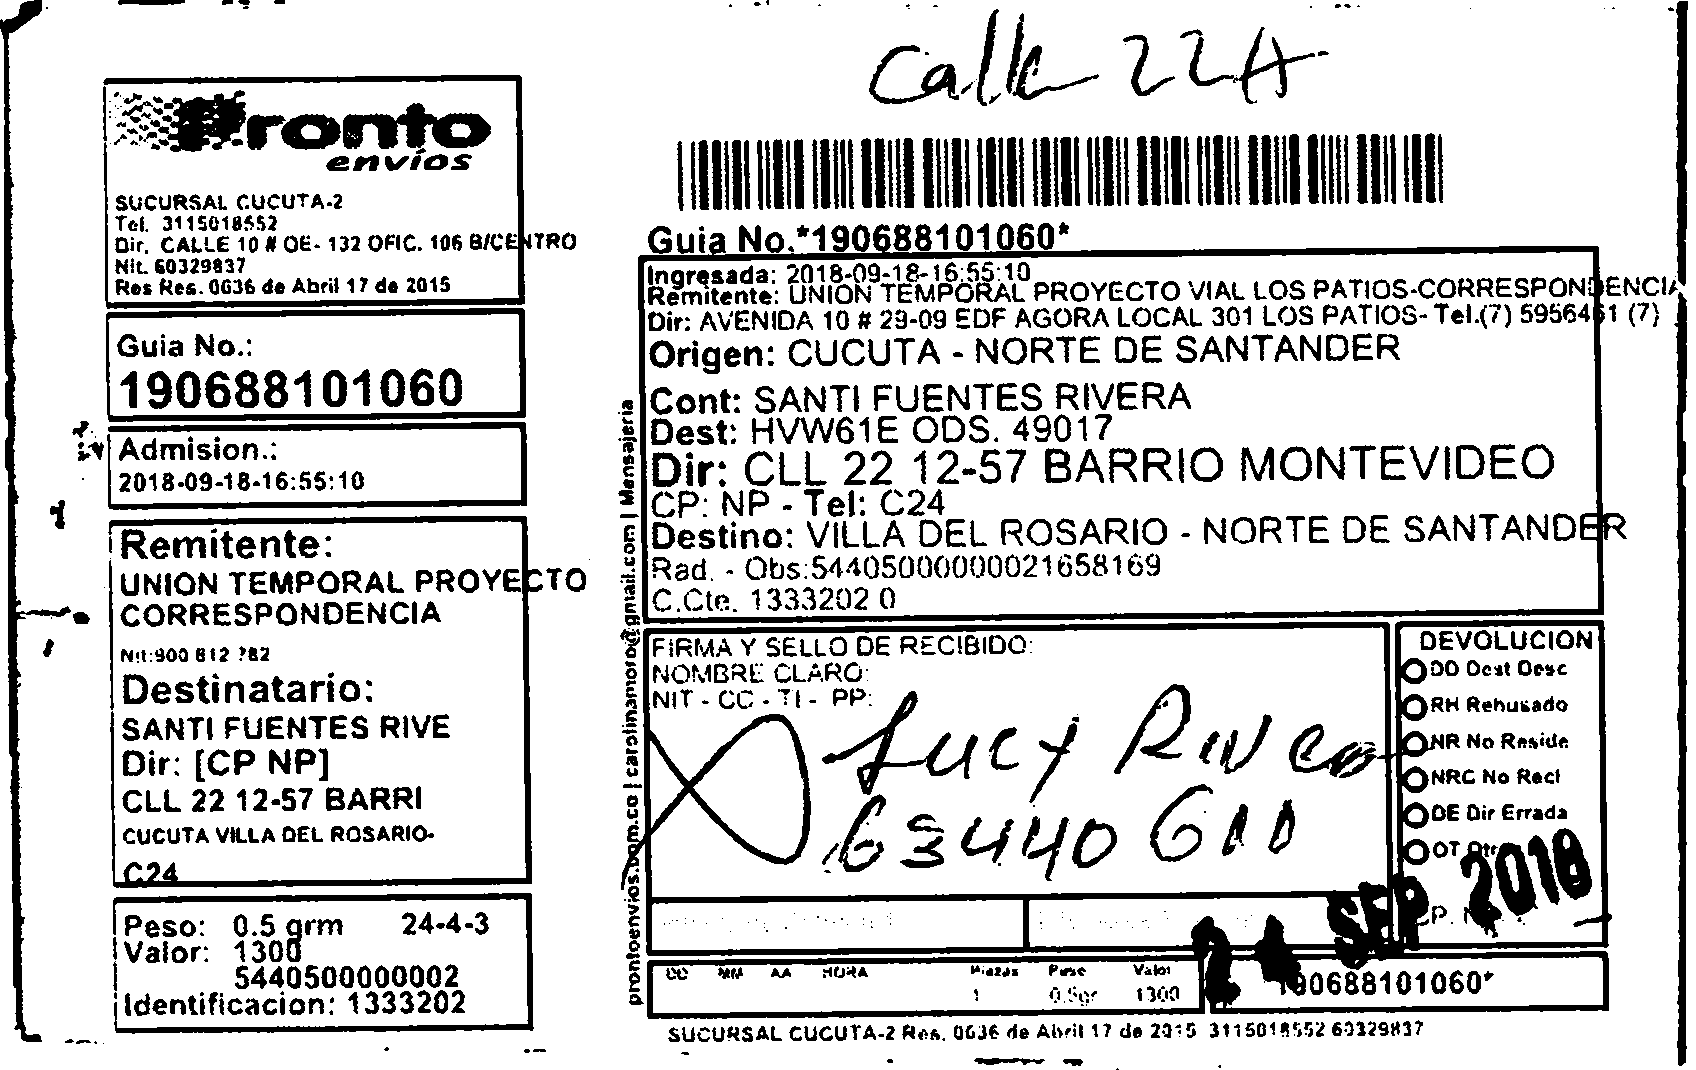 Calle 22A
Pronto
envíos
SUCURSAL CUCUTA-2
Tel. 3115018552
Dir. CALLE 10 # OE- 132 OFIC. 106 B/CENTRO
Nit. 60329837
Res Res. 0636 de Abril 17 de 2015
Guia No.:
190688101060
Admision.:
2018-09-18-16:55:10
Remitente:
UNION TEMPORAL PROYECTO
CORRESPONDENCIA
Nit:900 612 782
Destinatario:
SANTI FUENTES RIVE
Dir: [CP NP]
CLL 22 12-57 BARRI
CUCUTA VILLA DEL ROSARIO-
C24
Peso: 0.5 grm 24-4-3
Valor: 1300
5440500000002
Identificacion: 1333202
prontoenvios.com.co | carolinamoro@gmail.com | Mensajeria
Guia No.*190688101060*
Ingresada: 2018-09-18-16:55:10
Remitente: UNION TEMPORAL PROYECTO VIAL LOS PATIOS-CORRESPONDENCIA
Dir: AVENIDA 10 # 29-09 EDF AGORA LOCAL 301 LOS PATIOS- Tel.(7) 5956461 (7)
Origen: CUCUTA - NORTE DE SANTANDER
Cont: SANTI FUENTES RIVERA
Dest: HVW61E ODS. 49017
Dir: CLL 22 12-57 BARRIO MONTEVIDEO
CP: NP - Tel: C24
Destino: VILLA DEL ROSARIO - NORTE DE SANTANDER
Rad. - Obs:54405000000021658169
C.Cte. 1333202 0
FIRMA Y SELLO DE RECIBIDO:
NOMBRE CLARO:
NIT - CC - TI - PP:
Lucy Rinco
63440600
DEVOLUCION
DD Dest Desc
RH Rehusado
NR No Reside
NRC No Recl
DE Dir Errada
OT Otr
24 SEP 2018
DD MM AA HORA Piezas Peso Valor
1 0.5gr 1300
190688101060*
SUCURSAL CUCUTA-2 Res. 0636 de Abril 17 de 2015 3115018552 60329837